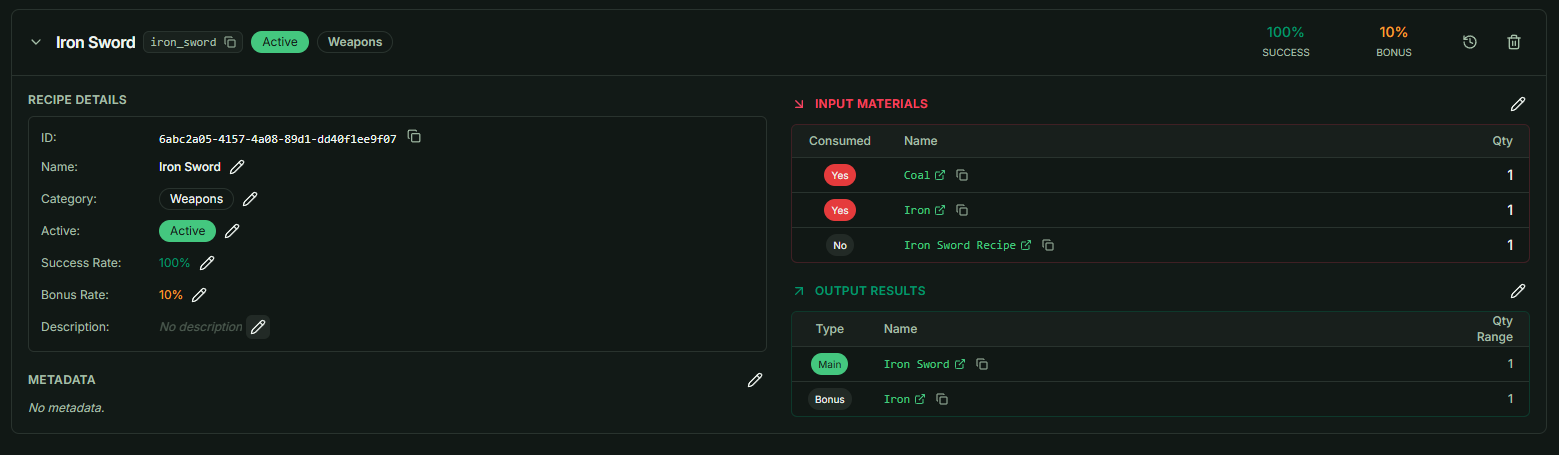 Iron Sword iron_sword Active Weapons
100% SUCCESS
10% BONUS
RECIPE DETAILS
ID: 6abc2a05-4157-4a08-89d1-dd40f1ee9f07
Name: Iron Sword
Category: Weapons
Active: Active
Success Rate: 100%
Bonus Rate: 10%
Description: No description
METADATA
No metadata.
INPUT MATERIALS
Consumed Name Qty
Yes Coal 1
Yes Iron 1
No Iron Sword Recipe 1
OUTPUT RESULTS
Type Name Qty Range
Main Iron Sword 1
Bonus Iron 1